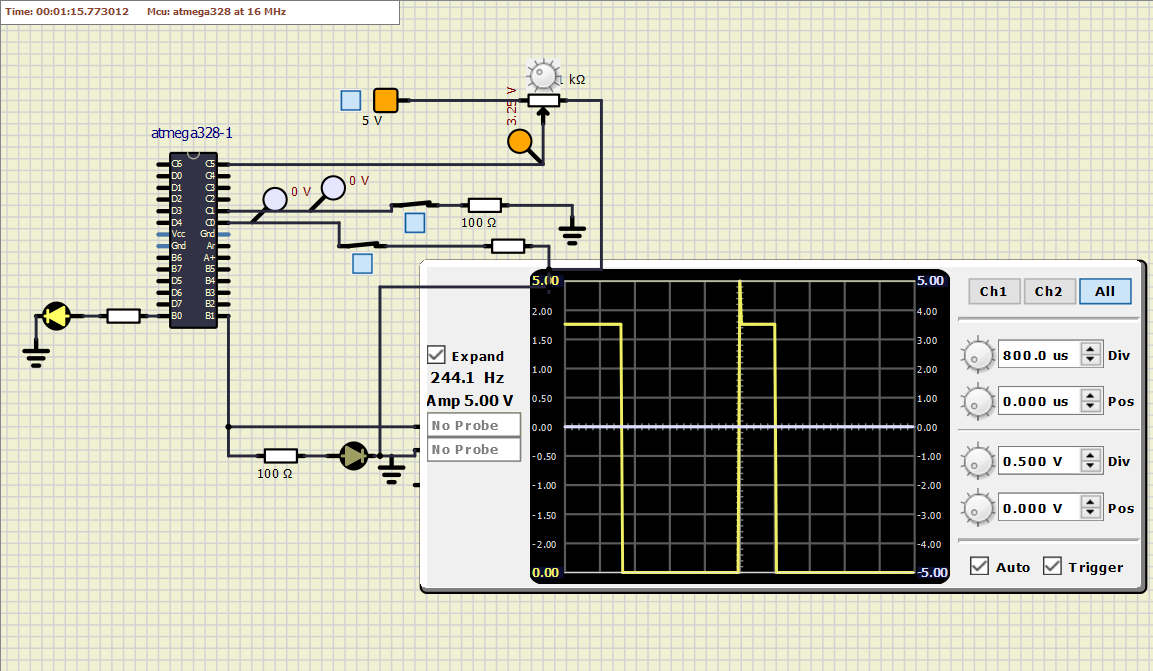 Time: 00:01:15.773012 Mcu: atmega328 at 16 MHz
kΩ
3.25 V
5 V
atmega328-1
C6 C5
D0 C4
D1 C3
D2 C2
D3 C1
D4 C0
Vcc Gnd
Gnd Ar
B6 A+
B7 B5
D5 B4
D6 B3
D7 B2
B0 B1
0 V
0 V
100 Ω
100 Ω
Expand
244.1 Hz
Amp 5.00 V
No Probe
No Probe
5.00 5.00
2.00 4.00
1.50 3.00
1.00 2.00
0.50 1.00
0.00 0.00
-0.50 -1.00
-1.00 -2.00
-1.50 -3.00
-2.00 -4.00
0.00 -5.00
Ch1 Ch2 All
800.0 us Div
0.000 us Pos
0.500 V Div
0.000 V Pos
Auto Trigger